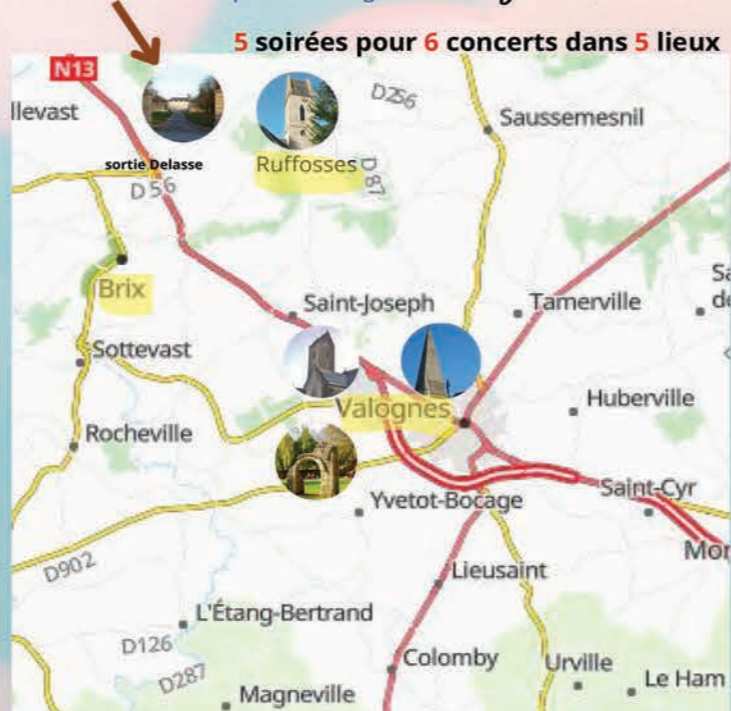 5 soirées pour 6 concerts dans 5 lieux
N13
llevast
D256
Saussemesnil
sortie Delasse
Ruffosses
D56
D87
Brix
Saint-Joseph
Tamerville
Sottevast
Huberville
Valognes
Rocheville
Yvetot-Bocage
Saint-Cyr
Mor
D902
Lieusaint
L'Étang-Bertrand
D126
Colomby
Urville
D287
Le Ham
Magneville